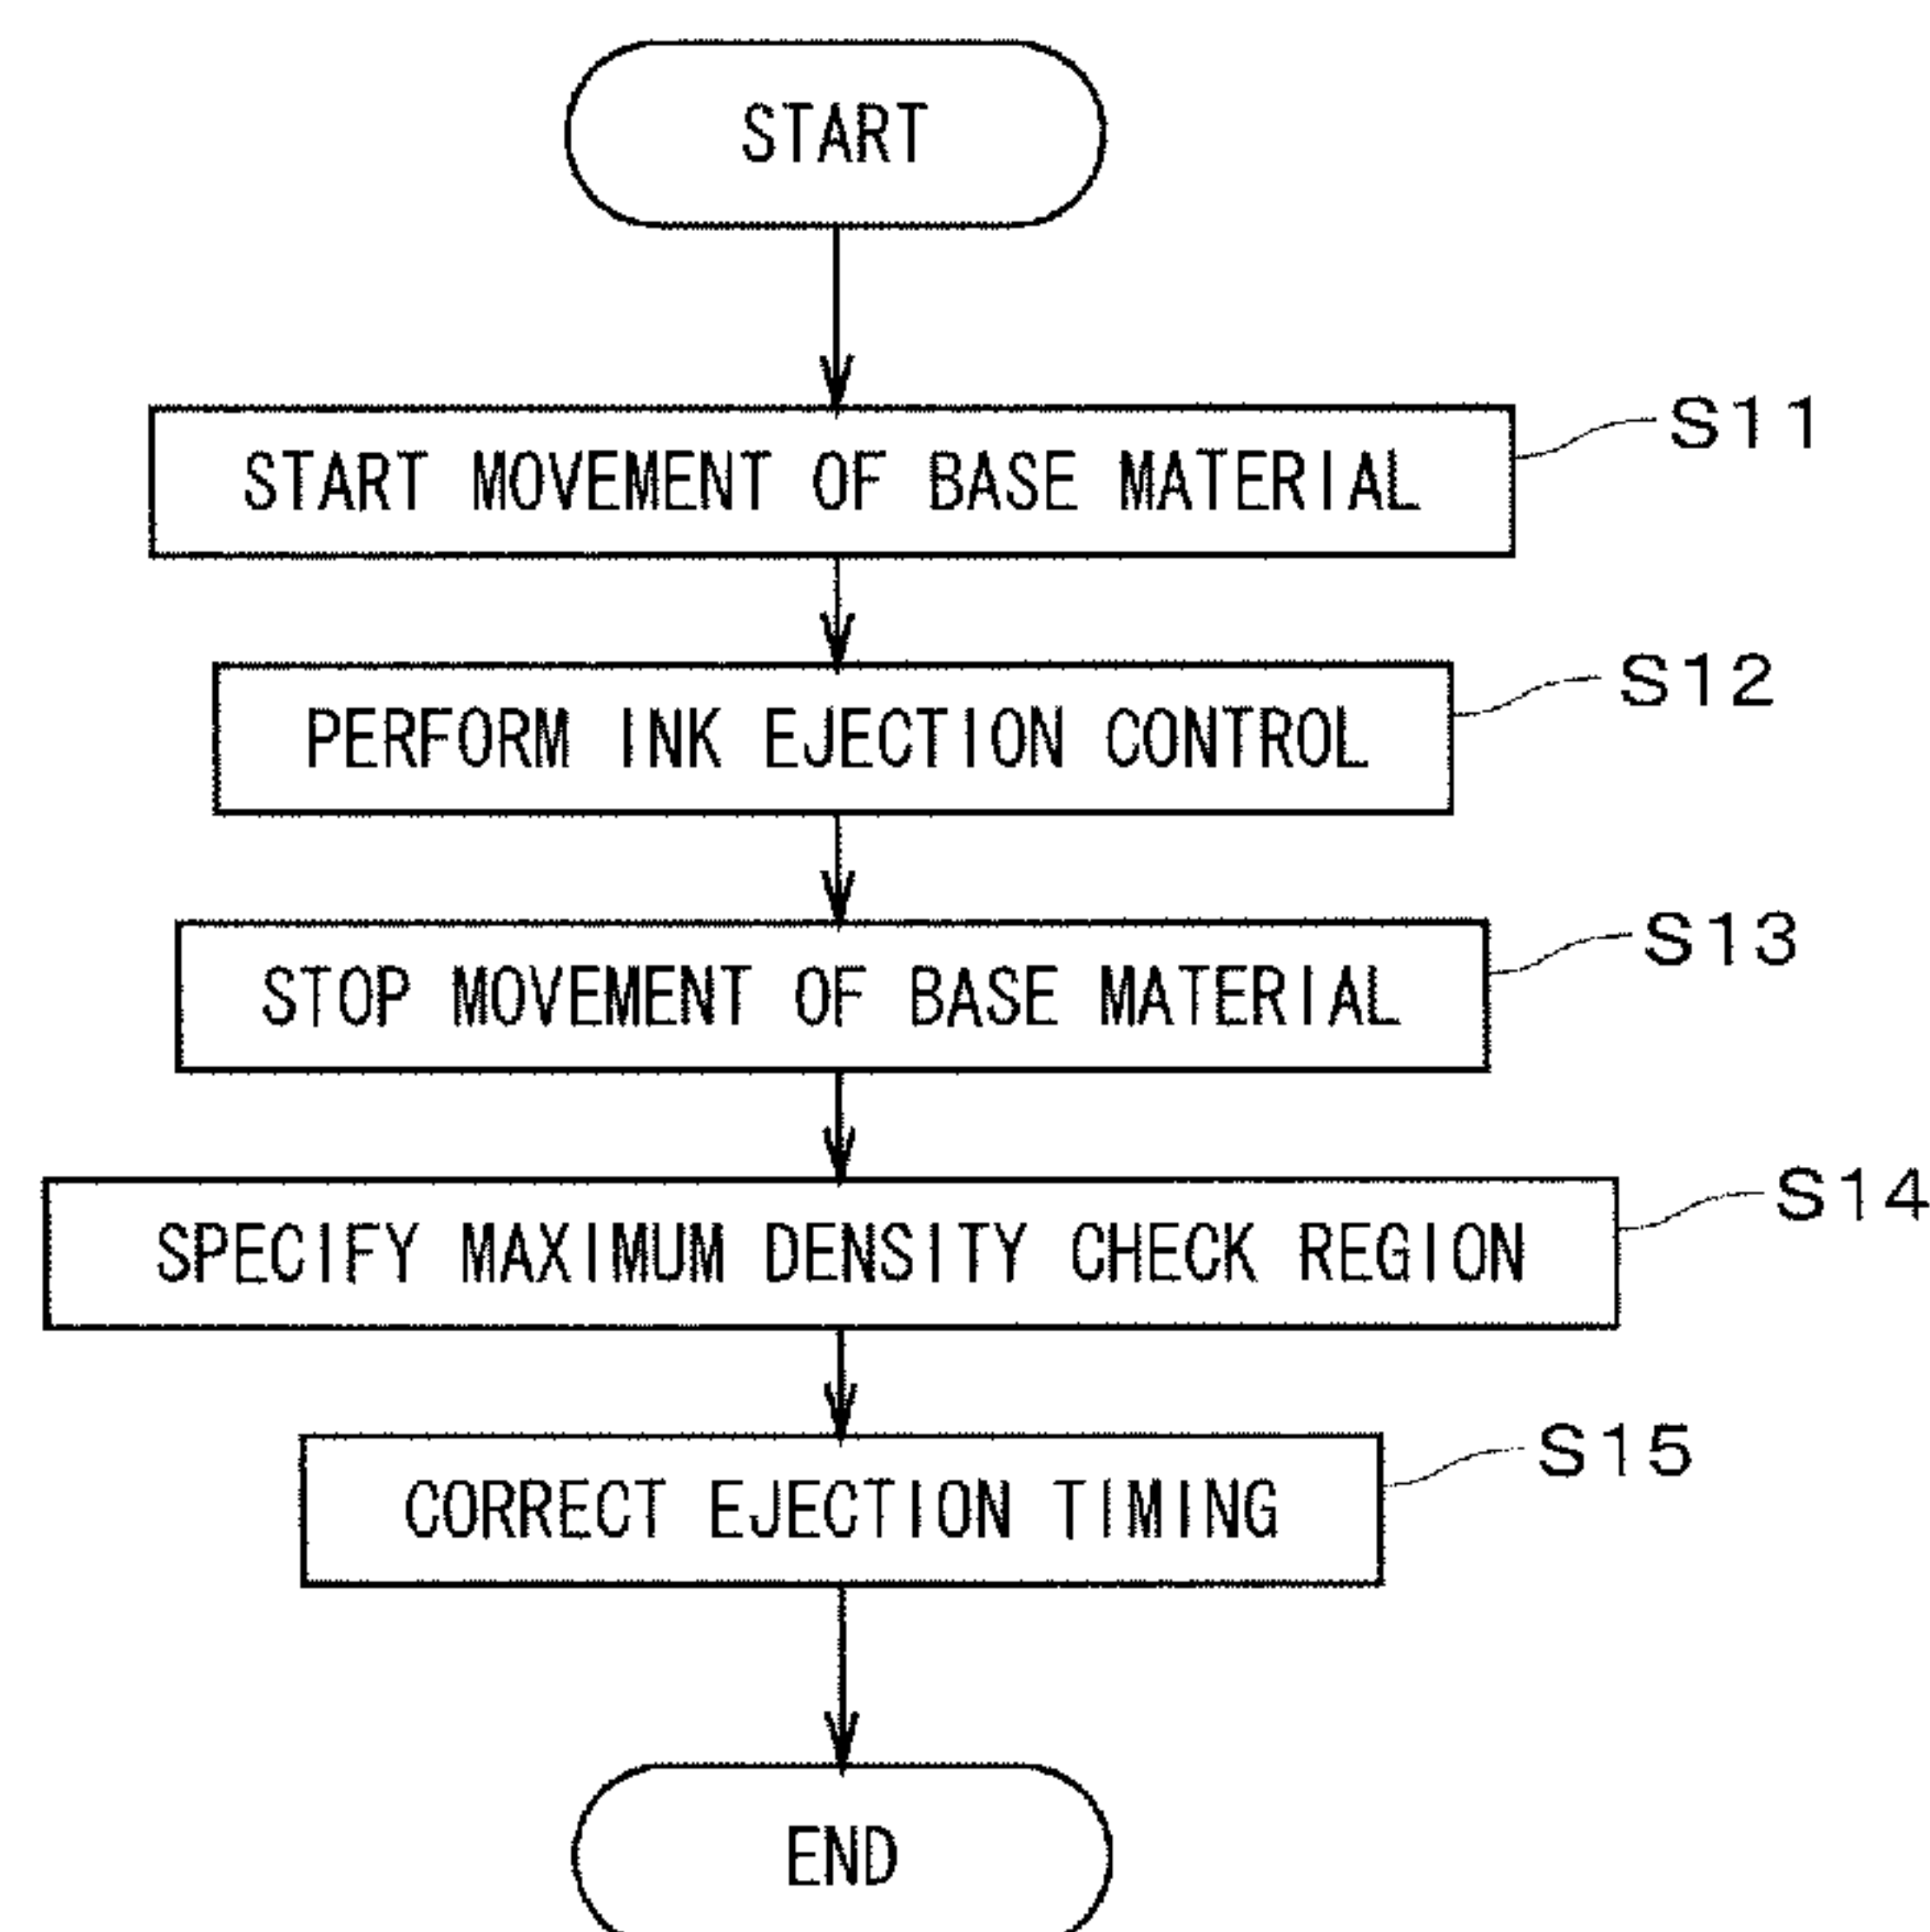 START
START MOVEMENT OF BASE MATERIAL
S11
PERFORM INK EJECTION CONTROL
S12
STOP MOVEMENT OF BASE MATERIAL
S13
SPECIFY MAXIMUM DENSITY CHECK REGION
S14
CORRECT EJECTION TIMING
S15
END